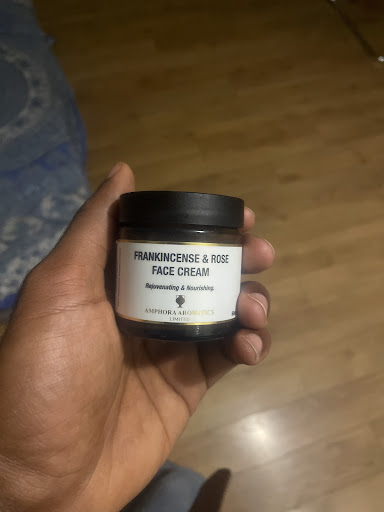 FRANKINCENSE & ROSE
FACE CREAM
Rejuvenating & Nourishing.
AMPHORA AROMATICS
LIMITED